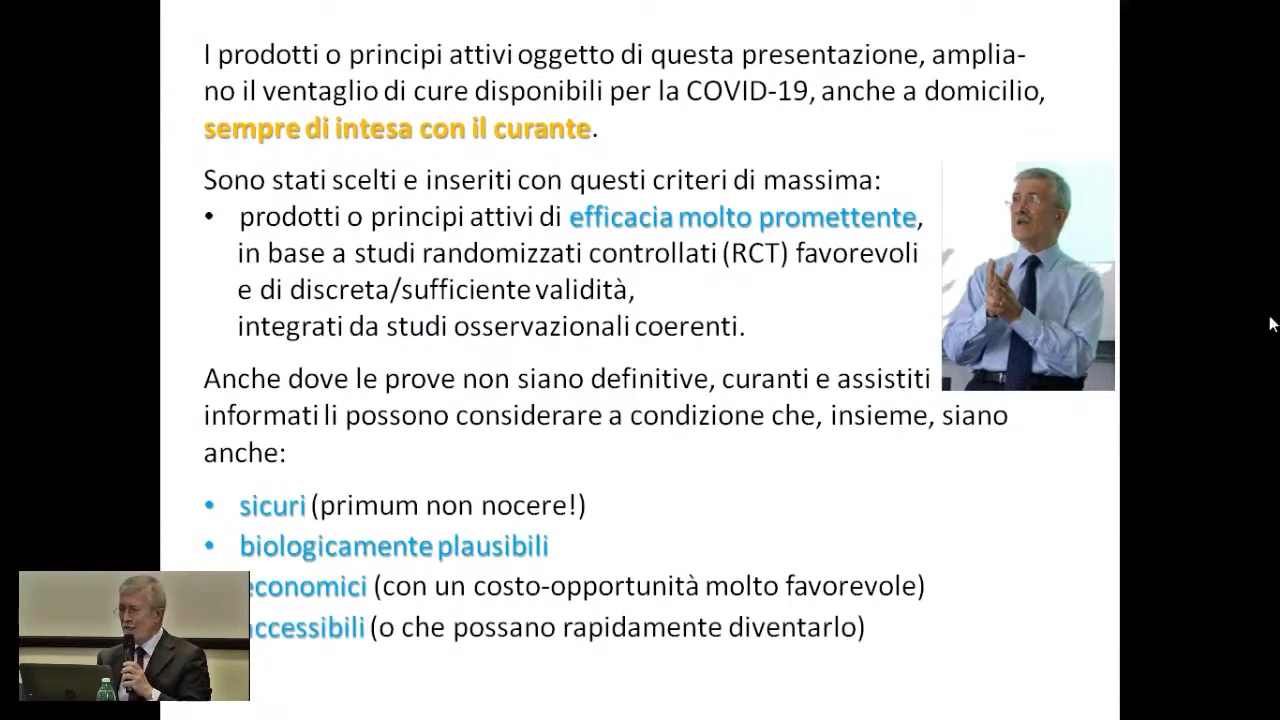 I prodotti o principi attivi oggetto di questa presentazione, amplia-
no il ventaglio di cure disponibili per la COVID-19, anche a domicilio,
sempre di intesa con il curante.
Sono stati scelti e inseriti con questi criteri di massima:
• prodotti o principi attivi di efficacia molto promettente,
in base a studi randomizzati controllati (RCT) favorevoli
e di discreta/sufficiente validità,
integrati da studi osservazionali coerenti.
Anche dove le prove non siano definitive, curanti e assistiti
informati li possono considerare a condizione che, insieme, siano
anche:
• sicuri (primum non nocere!)
• biologicamente plausibili
economici (con un costo-opportunità molto favorevole)
accessibili (o che possano rapidamente diventarlo)